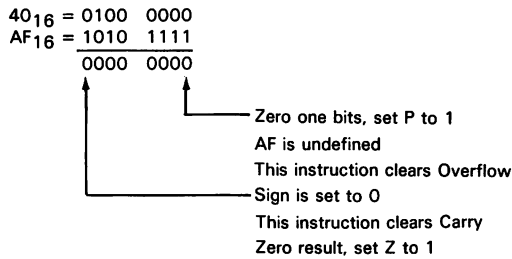 40₁₆ = 0100 0000
AF₁₆ = 1010 1111
0000 0000
Zero one bits, set P to 1
AF is undefined
This instruction clears Overflow
Sign is set to 0
This instruction clears Carry
Zero result, set Z to 1